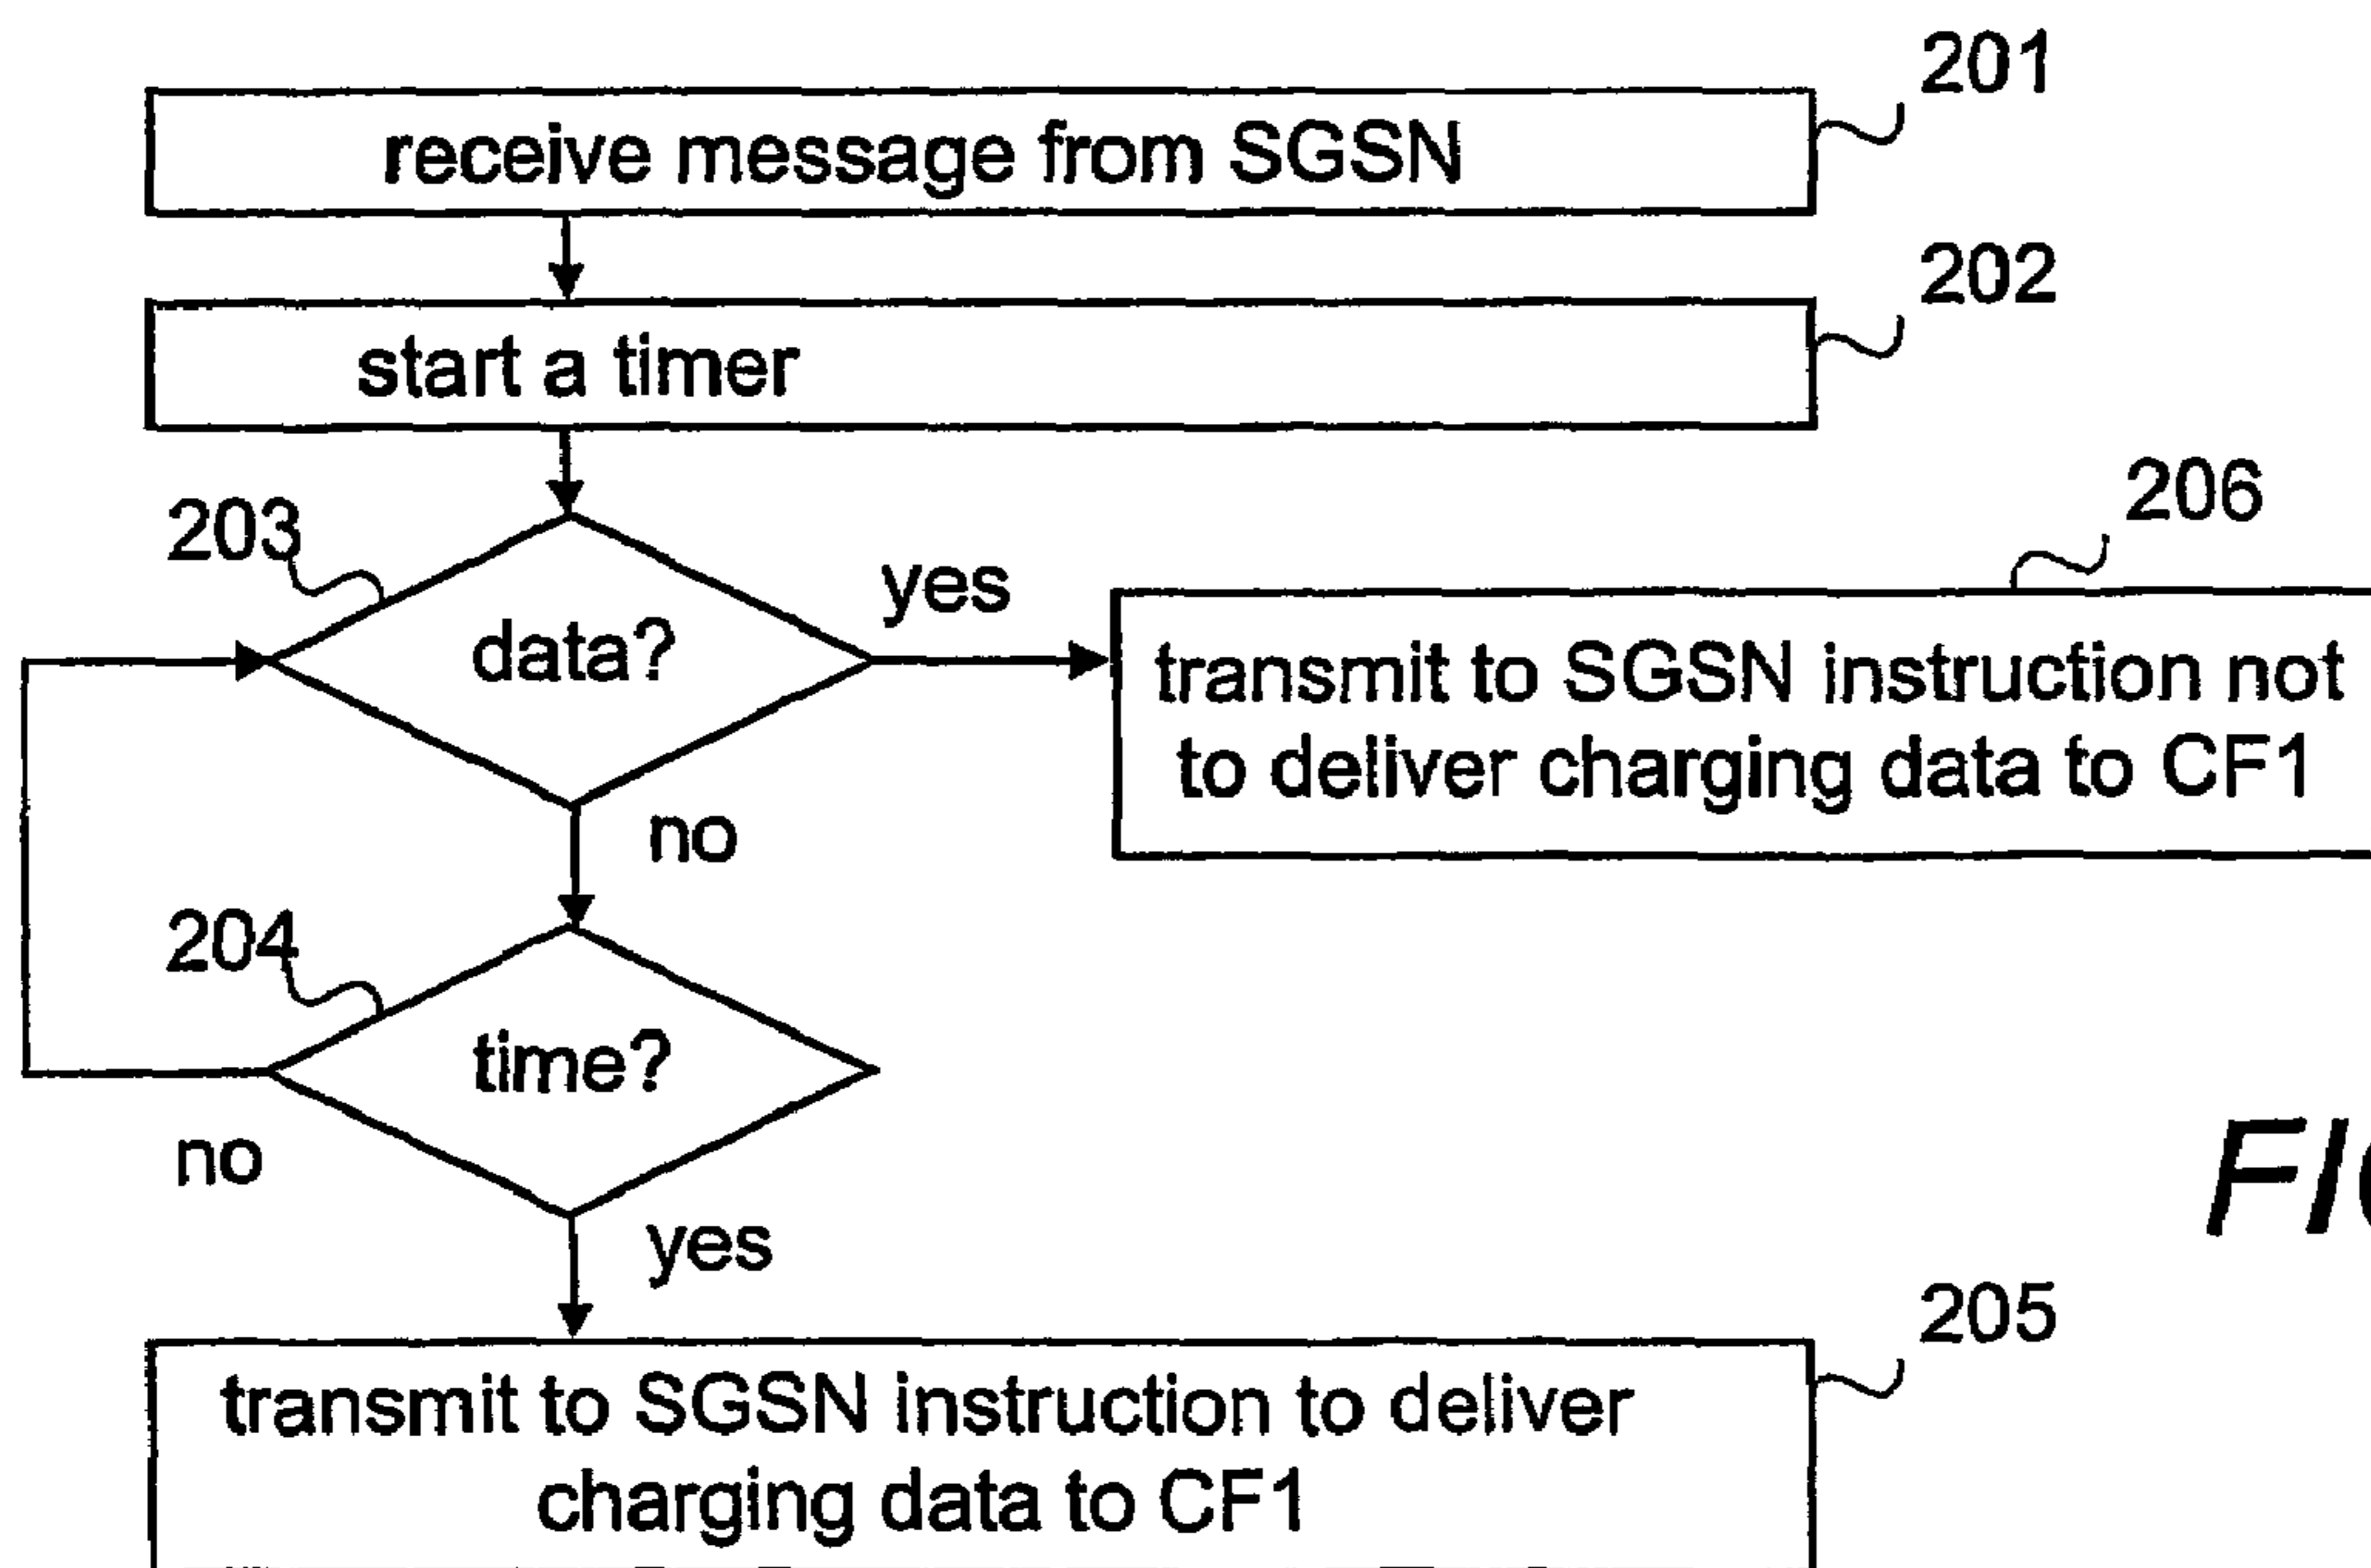 201
receive message from SGSN
202
start a timer
203
data?
yes
206
transmit to SGSN instruction not
to deliver charging data to CF1
no
204
time?
no
yes
205
transmit to SGSN instruction to deliver
charging data to CF1